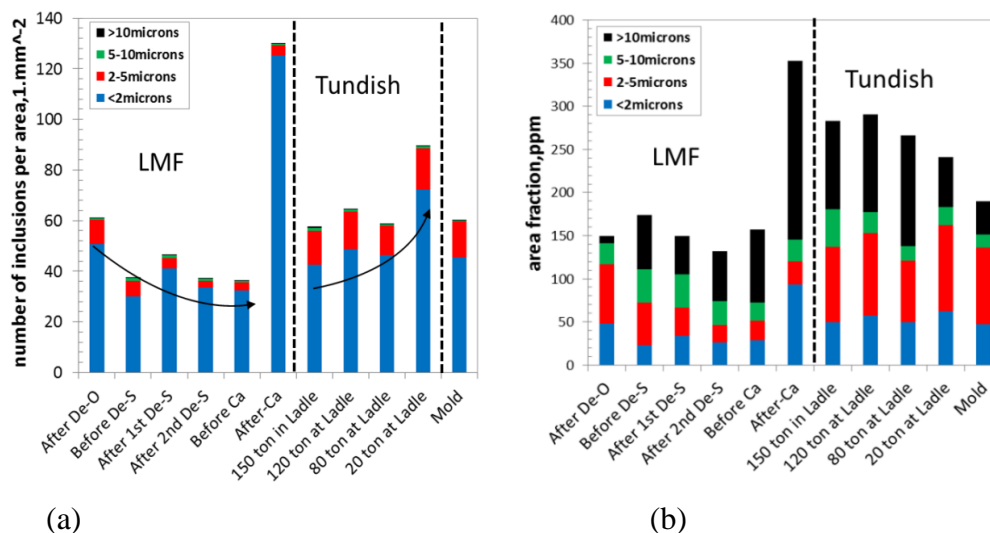 140
120
100
80
60
40
20
0
number of inclusions per area,1.mm^-2
>10microns
5-10microns
2-5microns
<2microns
LMF
Tundish
After De-O
Before De-S
After 1st De-S
After 2nd De-S
Before Ca
After-Ca
150 ton in Ladle
120 ton at Ladle
80 ton at Ladle
20 ton at Ladle
Mold
(a)
400
350
300
250
200
150
100
50
0
area fraction,ppm
>10microns
5-10microns
2-5microns
<2microns
LMF
Tundish
After De-O
Before De-S
After 1st De-S
After 2nd De-S
Before Ca
After-Ca
150 ton in Ladle
120 ton at Ladle
80 ton at Ladle
20 ton at Ladle
Mold
(b)